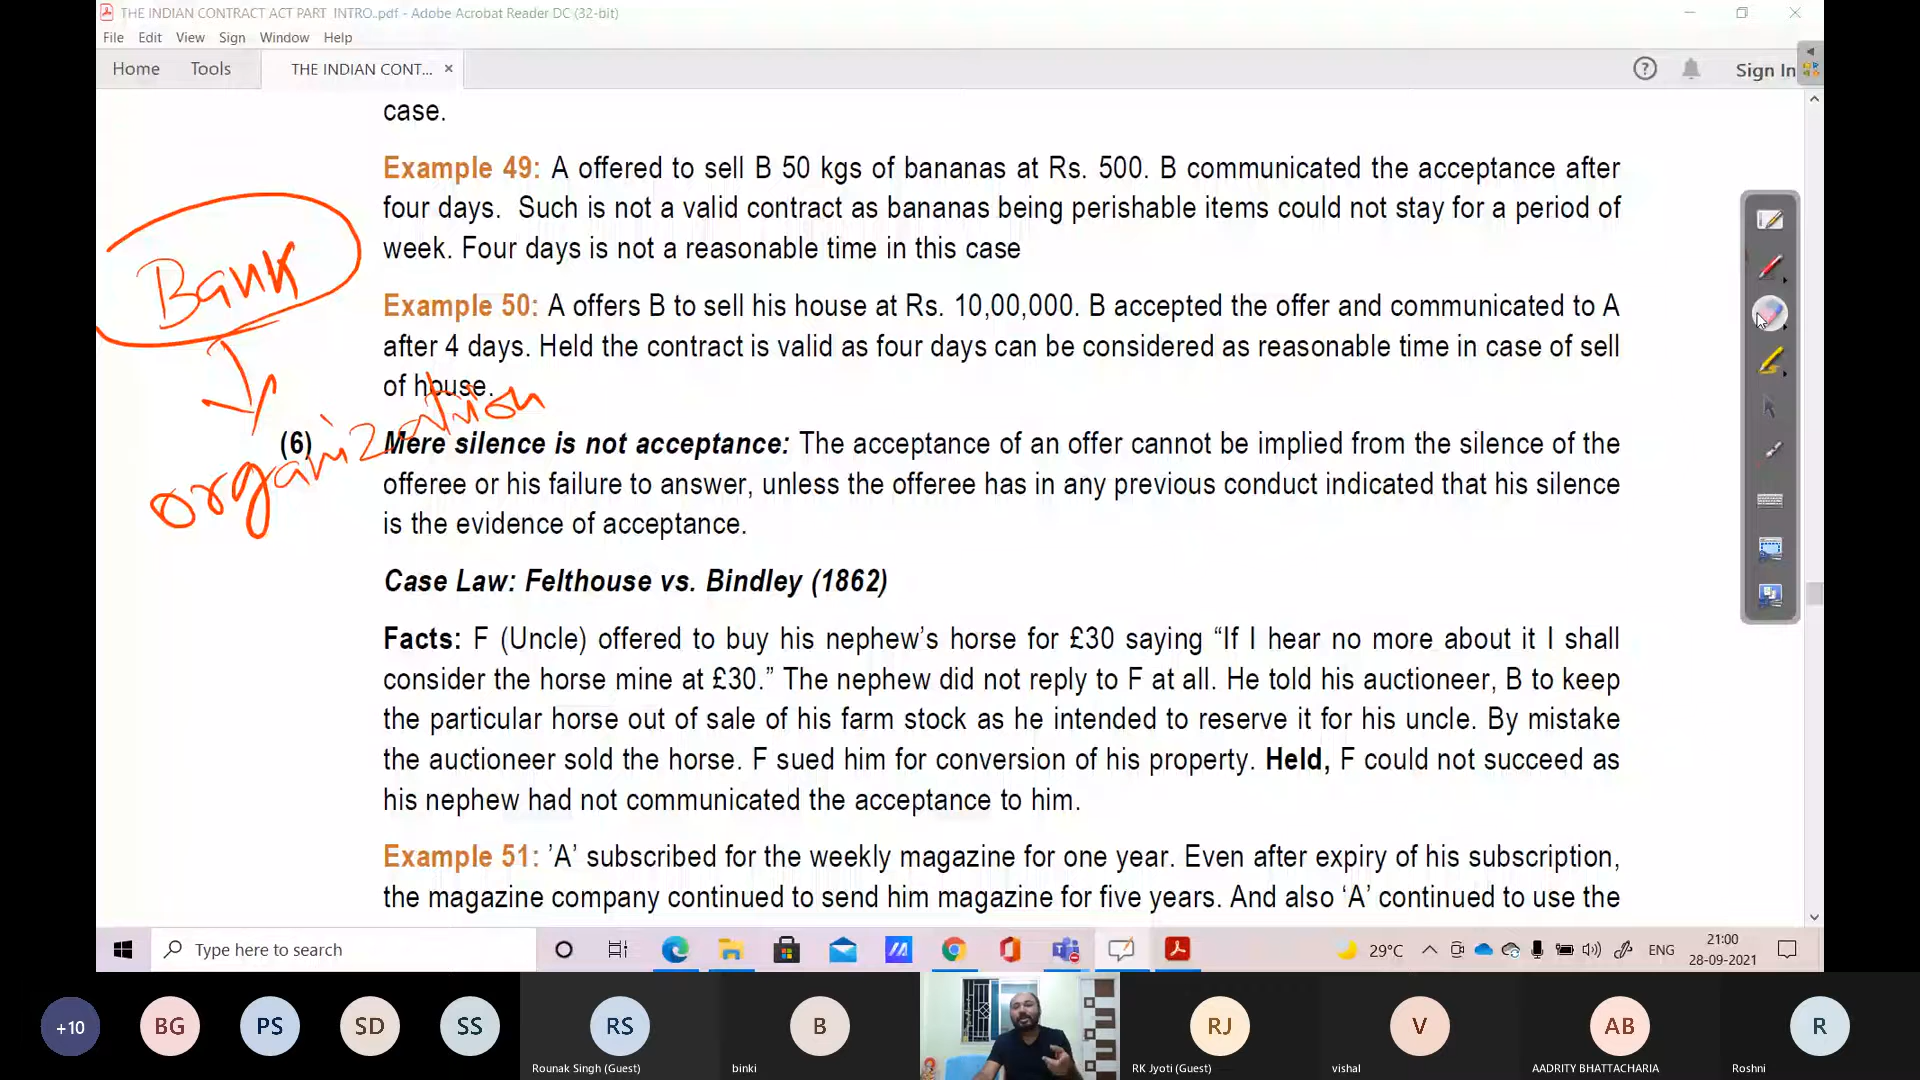 THE INDIAN CONTRACT ACT PART INTRO..pdf - Adobe Acrobat Reader DC (32-bit)
File Edit View Sign Window Help
Home Tools THE INDIAN CONT... × Sign In
case.
Example 49: A offered to sell B 50 kgs of bananas at Rs. 500. B communicated the acceptance after
four days. Such is not a valid contract as bananas being perishable items could not stay for a period of
week. Four days is not a reasonable time in this case
Bank
Example 50: A offers B to sell his house at Rs. 10,00,000. B accepted the offer and communicated to A
after 4 days. Held the contract is valid as four days can be considered as reasonable time in case of sell
of house.
organization
(6) Mere silence is not acceptance: The acceptance of an offer cannot be implied from the silence of the
offeree or his failure to answer, unless the offeree has in any previous conduct indicated that his silence
is the evidence of acceptance.
Case Law: Felthouse vs. Bindley (1862)
Facts: F (Uncle) offered to buy his nephew’s horse for £30 saying “If I hear no more about it I shall
consider the horse mine at £30.” The nephew did not reply to F at all. He told his auctioneer, B to keep
the particular horse out of sale of his farm stock as he intended to reserve it for his uncle. By mistake
the auctioneer sold the horse. F sued him for conversion of his property. Held, F could not succeed as
his nephew had not communicated the acceptance to him.
Example 51: ’A’ subscribed for the weekly magazine for one year. Even after expiry of his subscription,
the magazine company continued to send him magazine for five years. And also ‘A’ continued to use the
Type here to search
29°C ENG 21:00
28-09-2021
+10 BG PS SD SS RS B RJ V AB R
Rounak Singh (Guest) binki RK Jyoti (Guest) vishal AADRITY BHATTACHARIA Roshni